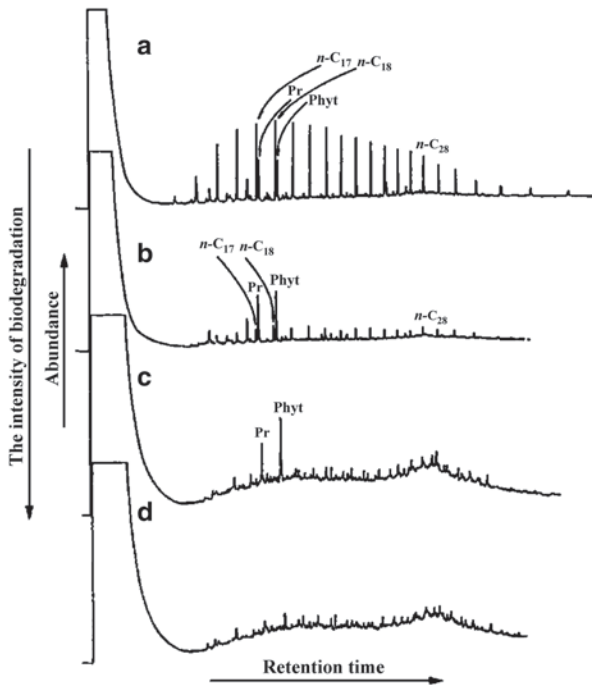 a
n-C17 n-C18
Pr
Phyt
n-C28
b
n-C17 n-C18
Pr
Phyt
n-C28
c
Pr
Phyt
d
The intensity of biodegradation
Abundance
Retention time